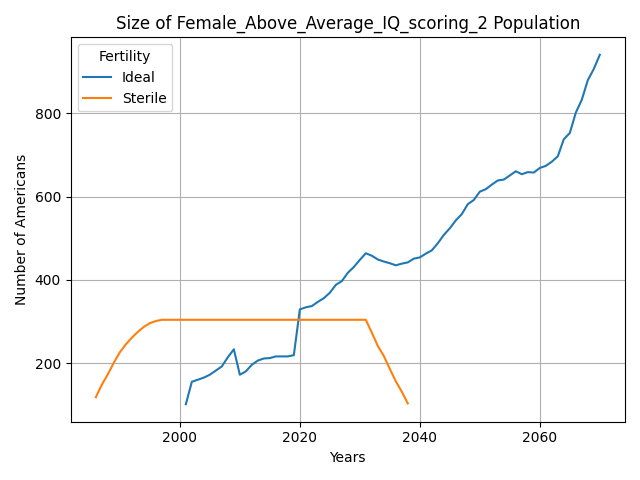 Size of Female_Above_Average_IQ_scoring_2 Population
Fertility
Ideal
Sterile
Number of Americans
800
600
400
200
2000
2020
2040
2060
Years